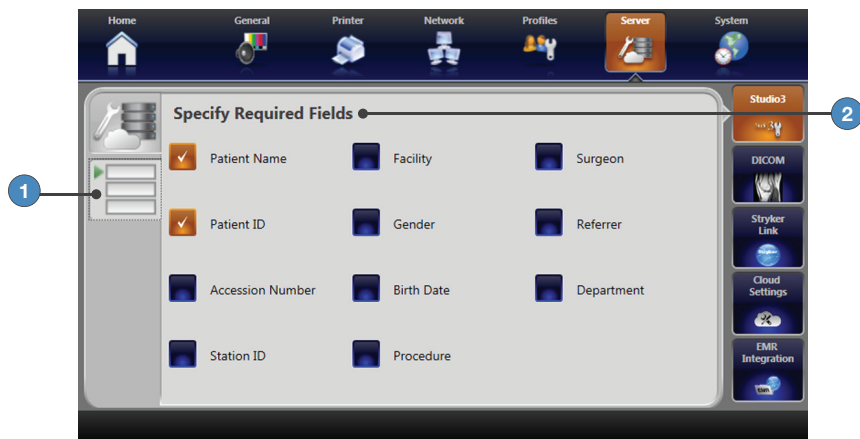 Home General Printer Network Profiles Server System
Specify Required Fields
Studio3
2
Patient Name Facility Surgeon
DICOM
1
Patient ID Gender Referrer
Stryker
Link
Accession Number Birth Date Department
Cloud
Settings
Station ID Procedure
EMR
Integration
EMR